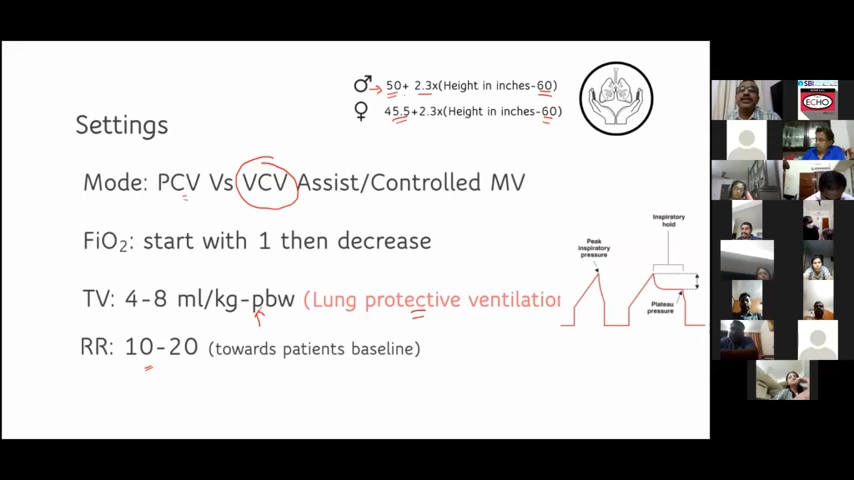 ♂ 50+ 2.3x(Height in inches-60)
♀ 45.5+2.3x(Height in inches-60)
Settings
Mode: PCV Vs VCV Assist/Controlled MV
FiO₂: start with 1 then decrease
TV: 4-8 ml/kg-pbw (Lung protective ventilation
RR: 10-20 (towards patients baseline)
Peak
inspiratory
pressure
Inspiratory
hold
Plateau
pressure
SBI
ECHO